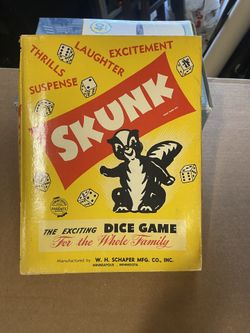 THRILLS
LAUGHTER
EXCITEMENT
SUSPENSE
SKUNK
THE EXCITING DICE GAME
For the Whole Family
Manufactured by W. H. SCHAPER MFG. CO., INC.
MINNEAPOLIS, MINNESOTA